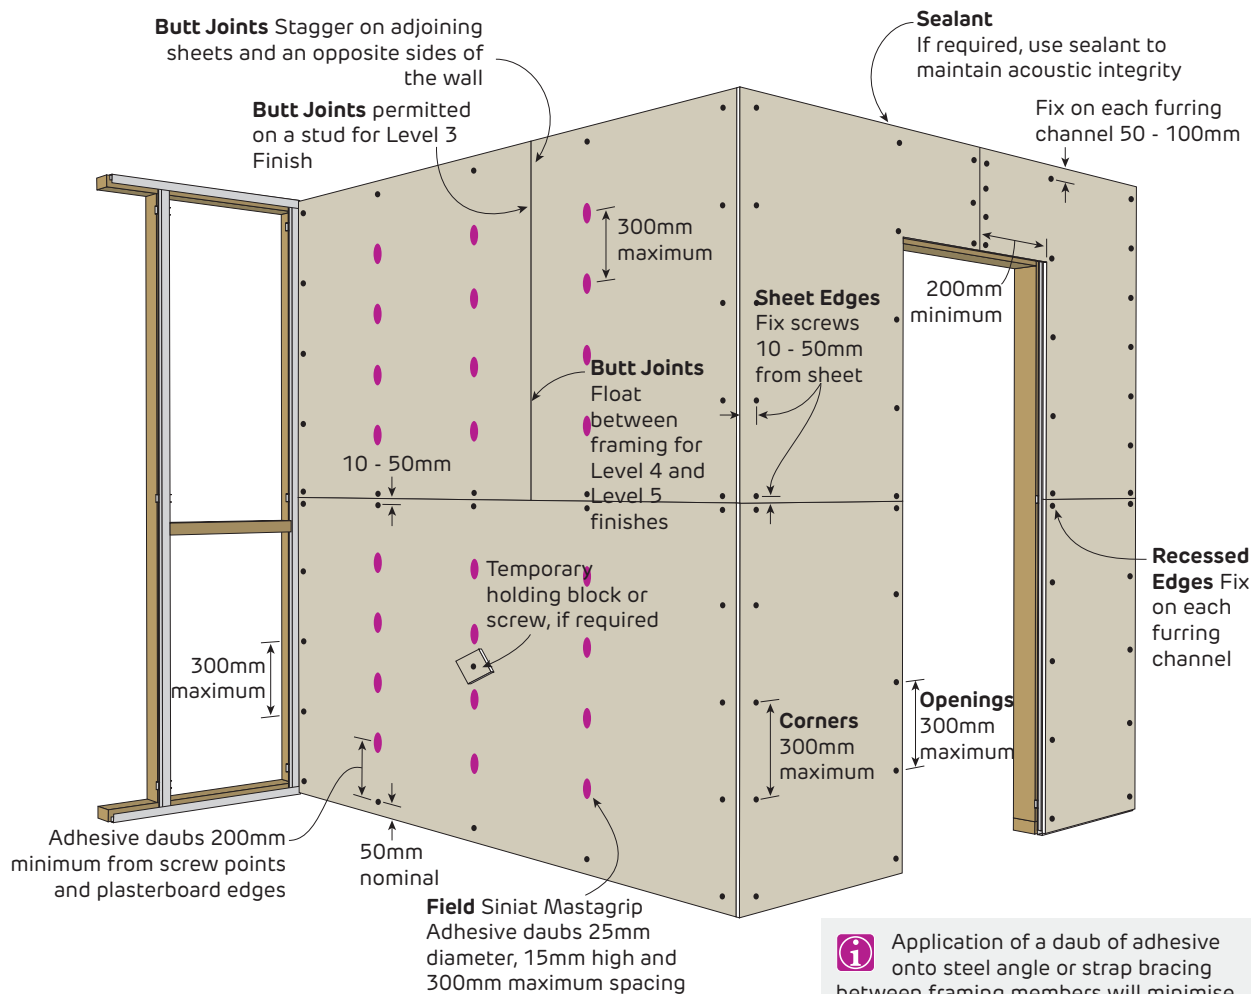 Butt Joints Stagger on adjoining
sheets and an opposite sides of
the wall
Butt Joints permitted
on a stud for Level 3
Finish
Sealant
If required, use sealant to
maintain acoustic integrity
Fix on each furring
channel 50 - 100mm
300mm
maximum
200mm
minimum
Sheet Edges
Fix screws
10 - 50mm
from sheet
Butt Joints
Float
between
framing for
Level 4 and
Level 5
finishes
10 - 50mm
Temporary
holding block or
screw, if required
Recessed
Edges Fix
on each
furring
channel
300mm
maximum
Corners
300mm
maximum
Openings
300mm
maximum
Adhesive daubs 200mm
minimum from screw points
and plasterboard edges
50mm
nominal
Field Siniat Mastagrip
Adhesive daubs 25mm
diameter, 15mm high and
300mm maximum spacing
i
Application of a daub of adhesive
onto steel angle or strap bracing
between framing members will minimise